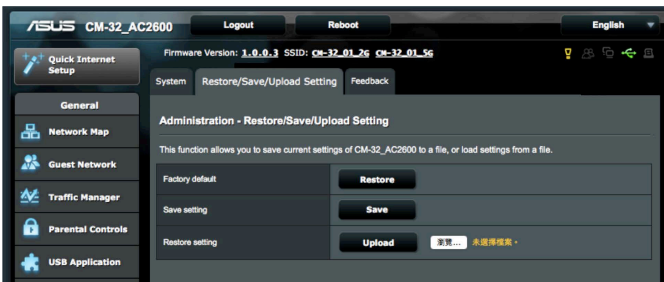 ASUS CM-32_AC2600 Logout Reboot English
Quick Internet Setup
Firmware Version: 1.0.0.3 SSID: CM-32_01_2G CM-32_01_5G
System Restore/Save/Upload Setting Feedback
General
Network Map
Guest Network
Traffic Manager
Parental Controls
USB Application
Administration - Restore/Save/Upload Setting
This function allows you to save current settings of CM-32_AC2600 to a file, or load settings from a file.
Factory default Restore
Save setting Save
Restore setting Upload 瀏覽... 未選擇檔案。